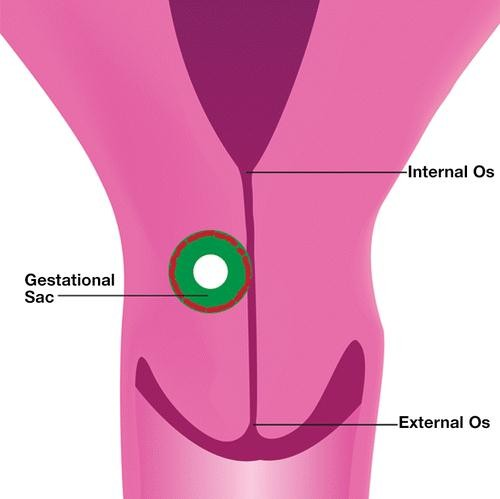 Internal Os
Gestational
Sac
External Os